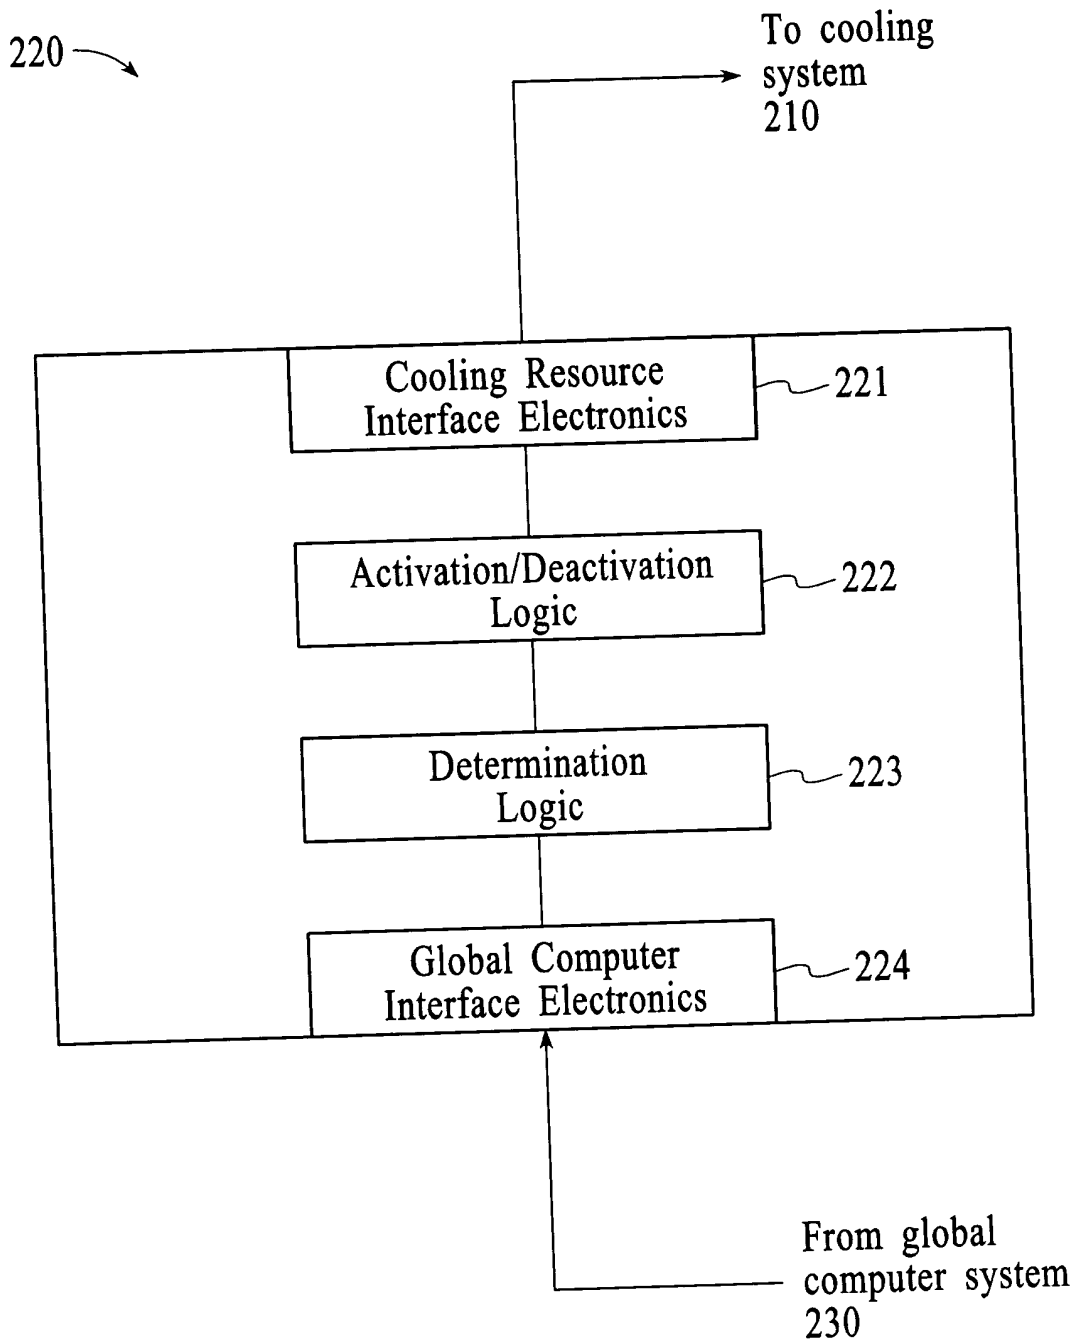 220
To cooling
system
210
Cooling Resource
Interface Electronics
221
Activation/Deactivation
Logic
222
Determination
Logic
223
Global Computer
Interface Electronics
224
From global
computer system
230